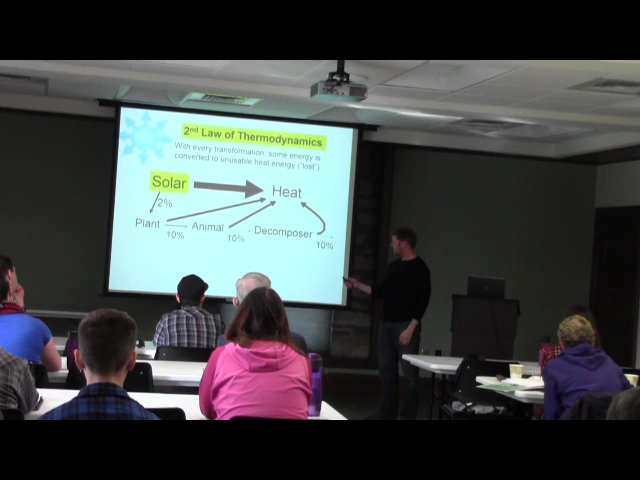 2nd Law of Thermodynamics
With every transformation, some energy is
converted to unusable heat energy ("lost")
Solar
Heat
2%
Plant
Animal
Decomposer
10%
10%
10%